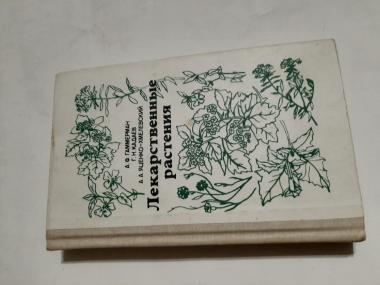 А.Ф.ГАММЕРМАН
Г.Н.КАДАЕВ
А.А.ЯЦЕНКО-ХМЕЛЕВСКИЙ
Лекарственные
растения